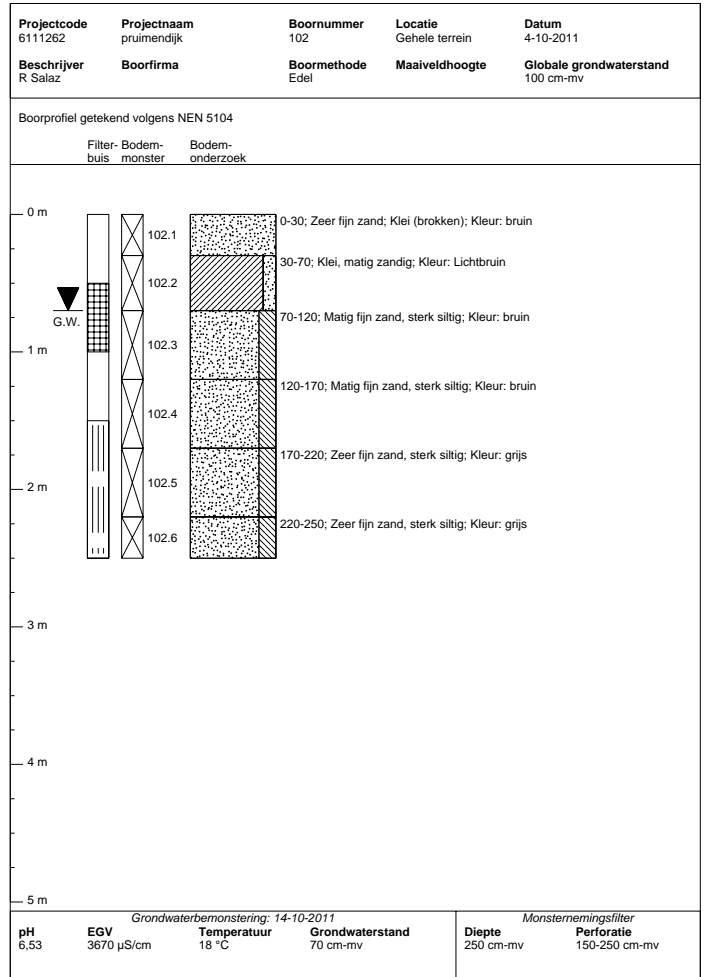 Projectcode Projectnaam Boornummer Locatie Datum
6111262 pruimendijk 102 Gehele terrein 4-10-2011
Beschrijver Boorfirma Boormethode Maaiveldhoogte Globale grondwaterstand
R Salaz Edel 100 cm-mv
Boorprofiel getekend volgens NEN 5104
Filter- Bodem- Bodem-
buis monster onderzoek
0 m
0-30; Zeer fijn zand; Klei (brokken); Kleur: bruin
102.1
30-70; Klei, matig zandig; Kleur: Lichtbruin
102.2
G.W.
70-120; Matig fijn zand, sterk siltig; Kleur: bruin
102.3
1 m
120-170; Matig fijn zand, sterk siltig; Kleur: bruin
102.4
170-220; Zeer fijn zand, sterk siltig; Kleur: grijs
102.5
2 m
220-250; Zeer fijn zand, sterk siltig; Kleur: grijs
102.6
3 m
4 m
5 m
Grondwaterbemonstering: 14-10-2011 Monsternemingsfilter
pH EGV Temperatuur Grondwaterstand Diepte Perforatie
6,53 3670 µS/cm 18 °C 70 cm-mv 250 cm-mv 150-250 cm-mv